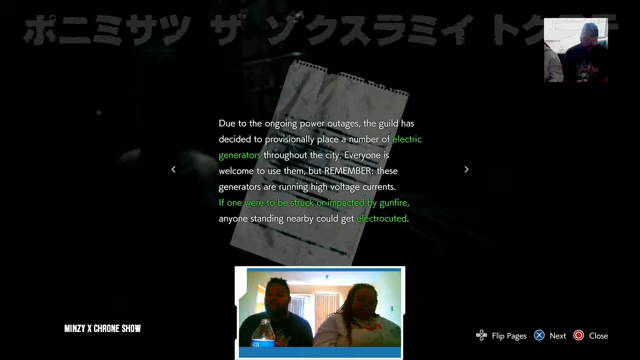 ポニミサツ ザ ゾクスラミイ トクラテ
Due to the ongoing power outages, the guild has
decided to provisionally place a number of electric
generators throughout the city. Everyone is
welcome to use them, but REMEMBER: these
generators are running high voltage currents.
If one were to be struck or impacted by gunfire,
anyone standing nearby could get electrocuted.
MINZY X CHRONE SHOW
Flip Pages Next Close